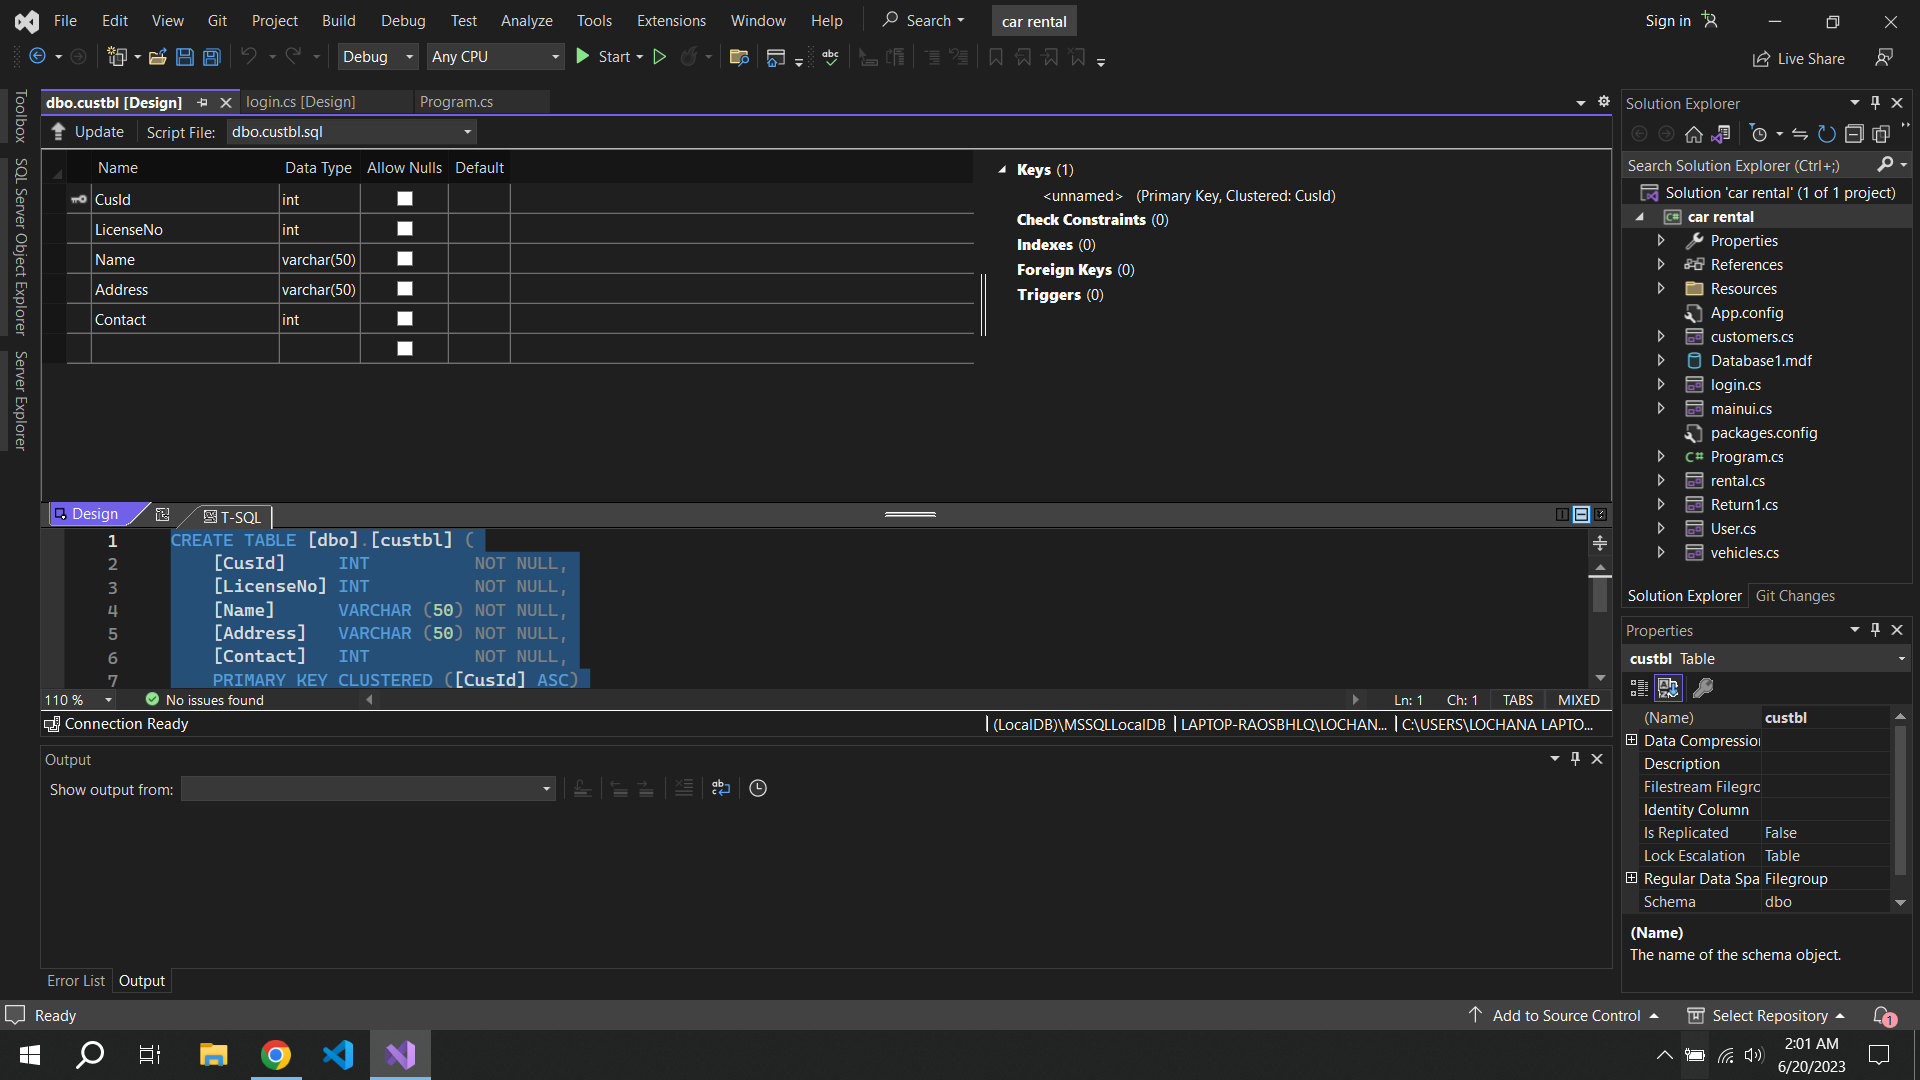 File Edit View Git Project Build Debug Test Analyze Tools Extensions Window Help Search car rental Sign in
Debug Any CPU Start Live Share
Toolbox
SQL Server Object Explorer
Server Explorer
dbo.custbl [Design] login.cs [Design] Program.cs
Update Script File: dbo.custbl.sql
Name Data Type Allow Nulls Default
CusId int
LicenseNo int
Name varchar(50)
Address varchar(50)
Contact int
Keys (1)
<unnamed> (Primary Key, Clustered: CusId)
Check Constraints (0)
Indexes (0)
Foreign Keys (0)
Triggers (0)
Design T-SQL
1 CREATE TABLE [dbo].[custbl] (
2 [CusId] INT NOT NULL,
3 [LicenseNo] INT NOT NULL,
4 [Name] VARCHAR (50) NOT NULL,
5 [Address] VARCHAR (50) NOT NULL,
6 [Contact] INT NOT NULL,
7 PRIMARY KEY CLUSTERED ([CusId] ASC)
110 % No issues found Ln: 1 Ch: 1 TABS MIXED
Connection Ready (LocalDB)\MSSQLLocalDB LAPTOP-RAOSBHLQ\LOCHAN... C:\USERS\LOCHANA LAPTO...
Output
Show output from:
Error List Output
Solution Explorer
Search Solution Explorer (Ctrl+;)
Solution 'car rental' (1 of 1 project)
car rental
Properties
References
Resources
App.config
customers.cs
Database1.mdf
login.cs
mainui.cs
packages.config
C# Program.cs
rental.cs
Return1.cs
User.cs
vehicles.cs
Solution Explorer Git Changes
Properties
custbl Table
(Name) custbl
Data Compression
Description
Filestream Filegro
Identity Column
Is Replicated False
Lock Escalation Table
Regular Data Spa Filegroup
Schema dbo
(Name)
The name of the schema object.
Ready Add to Source Control Select Repository 1
2:01 AM
6/20/2023